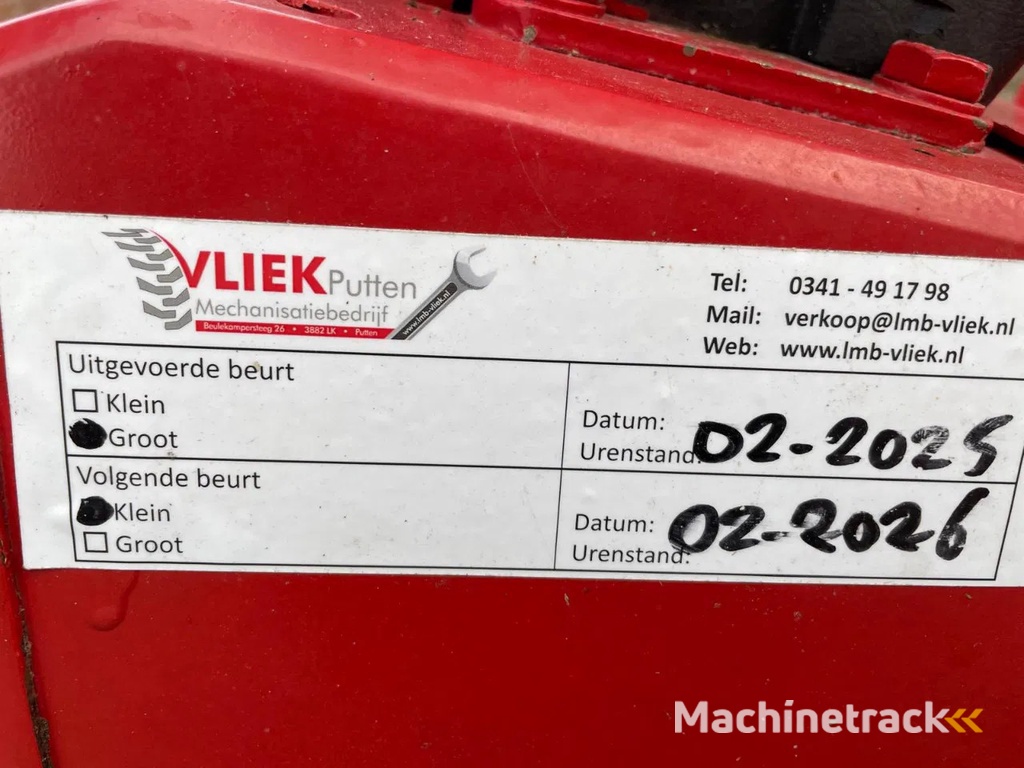 VLIEK Putten
Mechanisatiebedrijf
Beulekampersteeg 26 • 3882 LK • Putten
www.lmb-vliek.nl
Tel: 0341 - 49 17 98
Mail: verkoop@lmb-vliek.nl
Web: www.lmb-vliek.nl
Uitgevoerde beurt
Klein
Groot
Datum:
Urenstand:
02-2025
Volgende beurt
Klein
Groot
Datum:
Urenstand:
02-2026
Machinetrack